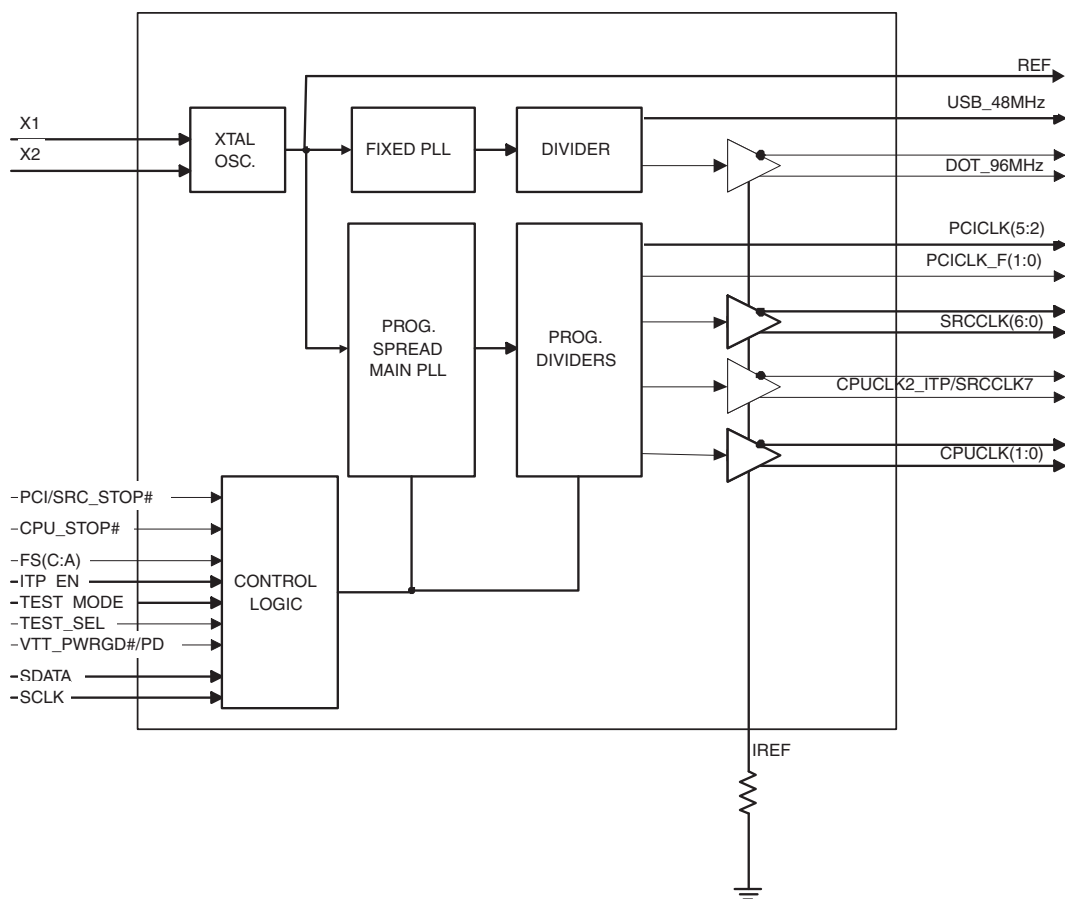 REF
USB_48MHz
X1
X2
XTAL
OSC.
FIXED PLL
DIVIDER
DOT_96MHz
PCICLK(5:2)
PCICLK_F(1:0)
PROG.
SPREAD
MAIN PLL
PROG.
DIVIDERS
SRCCLK(6:0)
CPUCLK2_ITP/SRCCLK7
CPUCLK(1:0)
PCI/SRC_STOP#
CPU_STOP#
FS(C:A)
ITP_EN
TEST_MODE
TEST_SEL
VTT_PWRGD#/PD
SDATA
SCLK
CONTROL
LOGIC
IREF